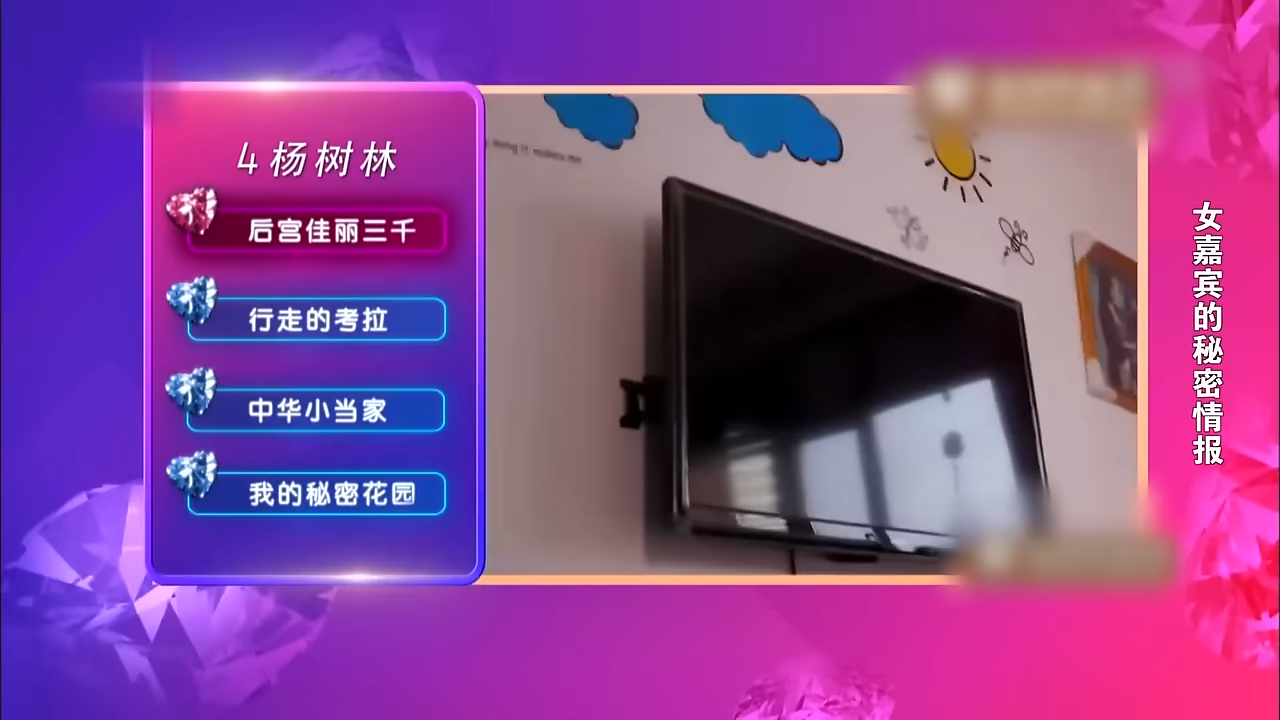 4 杨树林
后宫佳丽三千
行走的考拉
中华小当家
我的秘密花园
女嘉宾的秘密情报